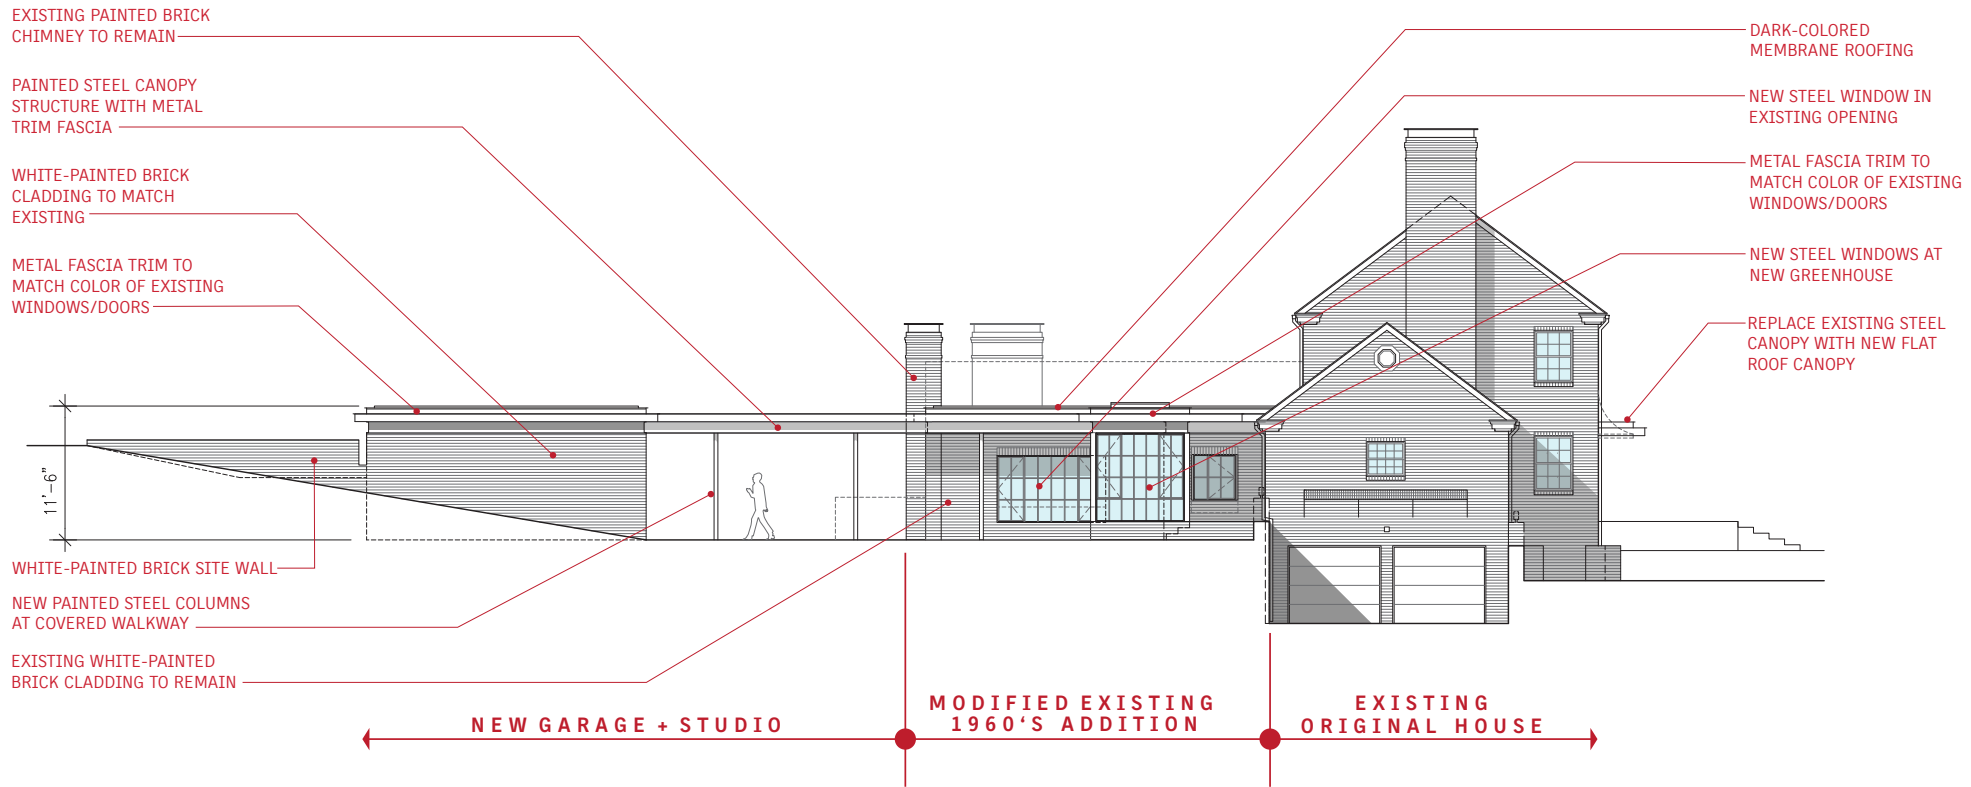 EXISTING PAINTED BRICK
CHIMNEY TO REMAIN
PAINTED STEEL CANOPY
STRUCTURE WITH METAL
TRIM FASCIA
WHITE-PAINTED BRICK
CLADDING TO MATCH
EXISTING
METAL FASCIA TRIM TO
MATCH COLOR OF EXISTING
WINDOWS/DOORS
11'-6"
WHITE-PAINTED BRICK SITE WALL
NEW PAINTED STEEL COLUMNS
AT COVERED WALKWAY
EXISTING WHITE-PAINTED
BRICK CLADDING TO REMAIN
DARK-COLORED
MEMBRANE ROOFING
NEW STEEL WINDOW IN
EXISTING OPENING
METAL FASCIA TRIM TO
MATCH COLOR OF EXISTING
WINDOWS/DOORS
NEW STEEL WINDOWS AT
NEW GREENHOUSE
REPLACE EXISTING STEEL
CANOPY WITH NEW FLAT
ROOF CANOPY
NEW GARAGE + STUDIO
MODIFIED EXISTING
1960‘S ADDITION
EXISTING
ORIGINAL HOUSE